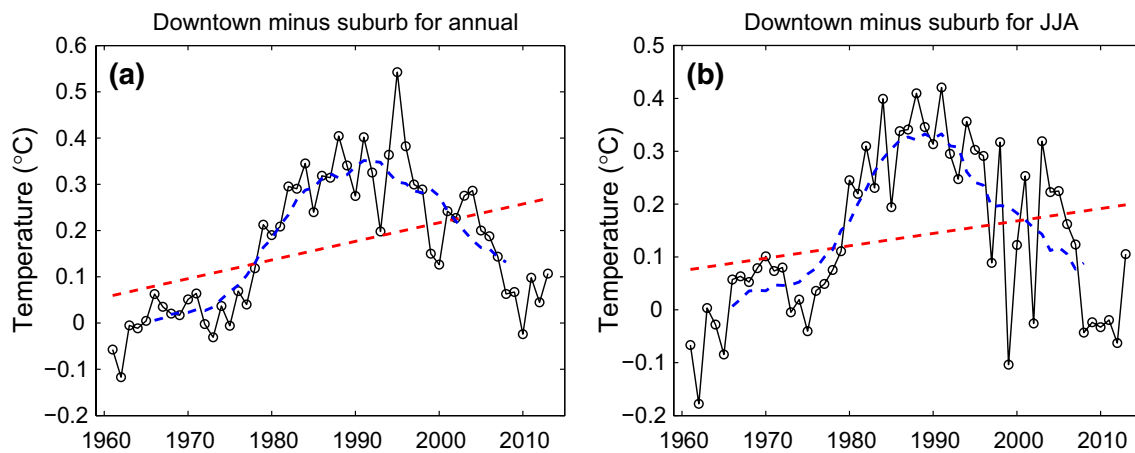 Downtown minus suburb for annual
(a)
Temperature (°C)
0.6
0.5
0.4
0.3
0.2
0.1
0
−0.1
−0.2
1960 1970 1980 1990 2000 2010
Downtown minus suburb for JJA
(b)
Temperature (°C)
0.5
0.4
0.3
0.2
0.1
0
−0.1
−0.2
1960 1970 1980 1990 2000 2010